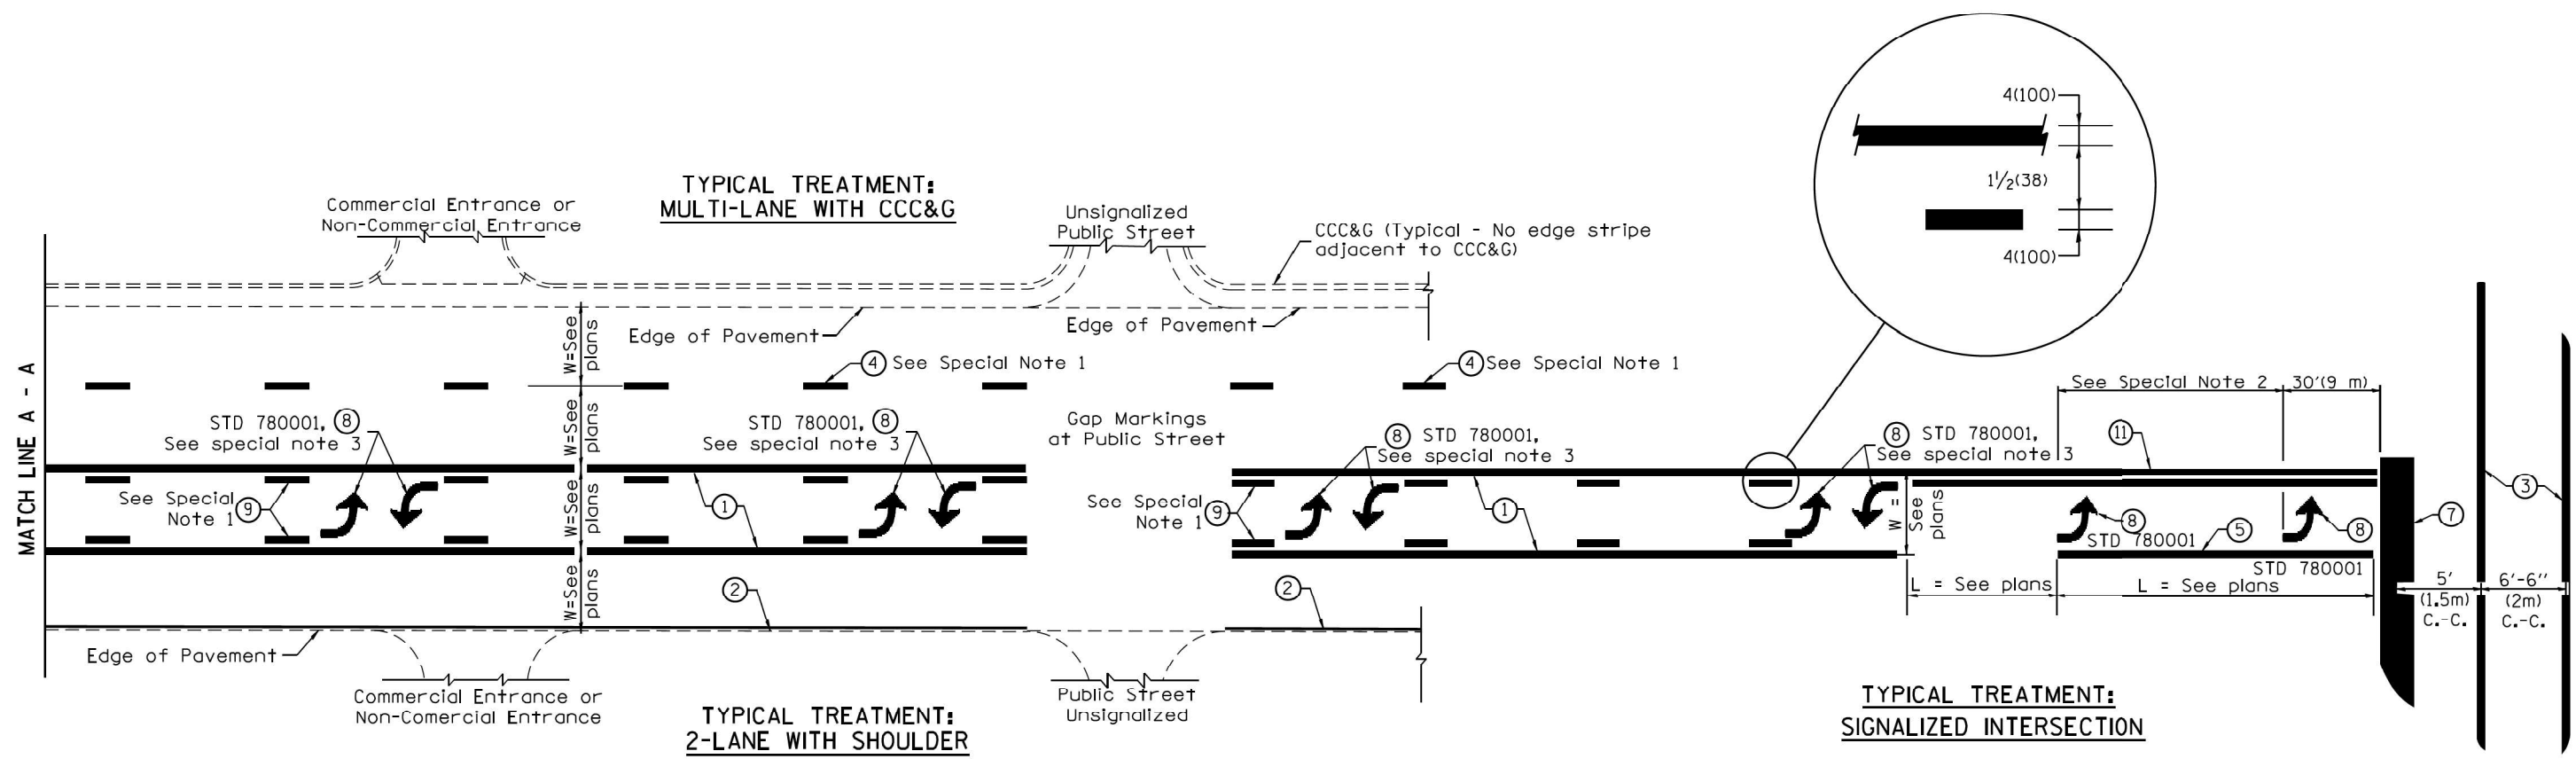 TYPICAL TREATMENT:
MULTI-LANE WITH CCC&G
Commercial Entrance or
Non-Commercial Entrance
Unsignalized
Public Street
CCC&G (Typical - No edge stripe
adjacent to CCC&G)
4(100)
1½(38)
4(100)
MATCH LINE A - A
W=See
plans
Edge of Pavement
Edge of Pavement
4 See Special Note 1
4 See Special Note 1
See Special Note 2
30'(9 m)
W=See
plans
STD 780001, 8
See special note 3
STD 780001, 8
See special note 3
Gap Markings
at Public Street
8 STD 780001,
See special note 3
8 STD 780001,
See special note 3
11
3
See Special
Note 1 9
W=See
plans
1
See Special
Note 1 9
1
W =
See
plans
8
STD 780001
5
8
7
STD 780001
W=See
plans
2
2
L = See plans
L = See plans
5'
(1.5m)
C.-C.
6'-6"
(2m)
C.-C.
Edge of Pavement
Commercial Entrance or
Non-Comercial Entrance
Public Street
Unsignalized
TYPICAL TREATMENT:
2-LANE WITH SHOULDER
TYPICAL TREATMENT:
SIGNALIZED INTERSECTION